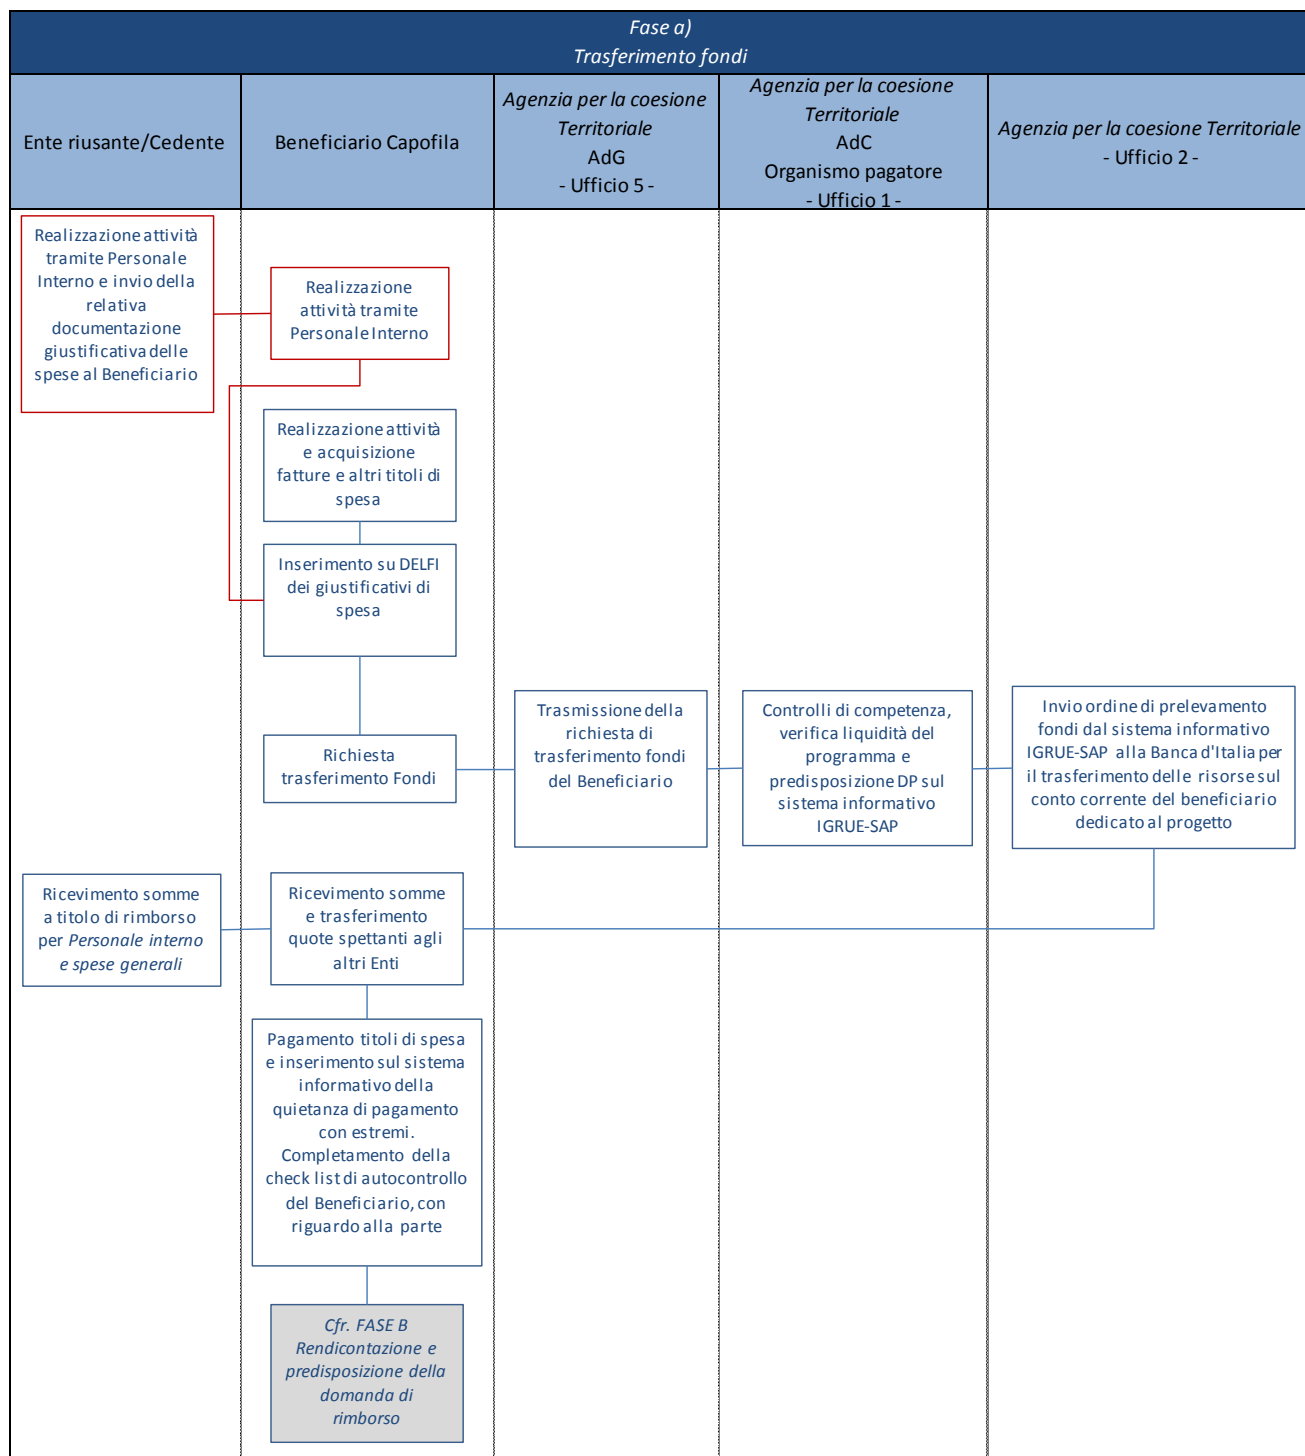 Fase a)
Trasferimento fondi
Ente riusante/Cedente
Beneficiario Capofila
Agenzia per la coesione
Territoriale
AdG
- Ufficio 5 -
Agenzia per la coesione
Territoriale
AdC
Organismo pagatore
- Ufficio 1 -
Agenzia per la coesione Territoriale
- Ufficio 2 -
Realizzazione attività
tramite Personale
Interno e invio della
relativa
documentazione
giustificativa delle
spese al Beneficiario
Realizzazione
attività tramite
Personale Interno
Realizzazione attività
e acquisizione
fatture e altri titoli di
spesa
Inserimento su DELFI
dei giustificativi di
spesa
Richiesta
trasferimento Fondi
Trasmissione della
richiesta di
trasferimento fondi
del Beneficiario
Controlli di competenza,
verifica liquidità del
programma e
predisposizione DP sul
sistema informativo
IGRUE-SAP
Invio ordine di prelevamento
fondi dal sistema informativo
IGRUE-SAP alla Banca d'Italia per
il trasferimento delle risorse sul
conto corrente del beneficiario
dedicato al progetto
Ricevimento somme
a titolo di rimborso
per Personale interno
e spese generali
Ricevimento somme
e trasferimento
quote spettanti agli
altri Enti
Pagamento titoli di spesa
e inserimento sul sistema
informativo della
quietanza di pagamento
con estremi.
Completamento della
check list di autocontrollo
del Beneficiario, con
riguardo alla parte
Cfr. FASE B
Rendicontazione e
predisposizione della
domanda di
rimborso